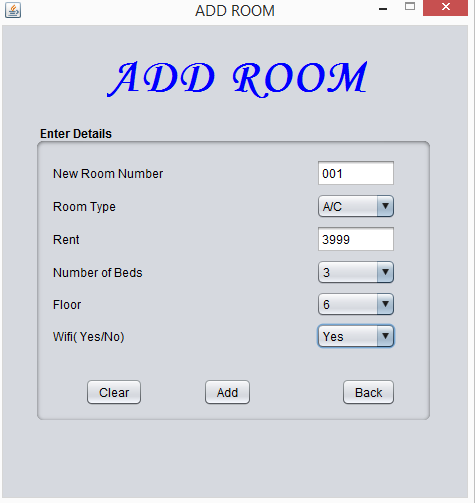 ADD ROOM
ADD ROOM
Enter Details
New Room Number 001
Room Type A/C
Rent 3999
Number of Beds 3
Floor 6
Wifi( Yes/No) Yes
Clear Add Back